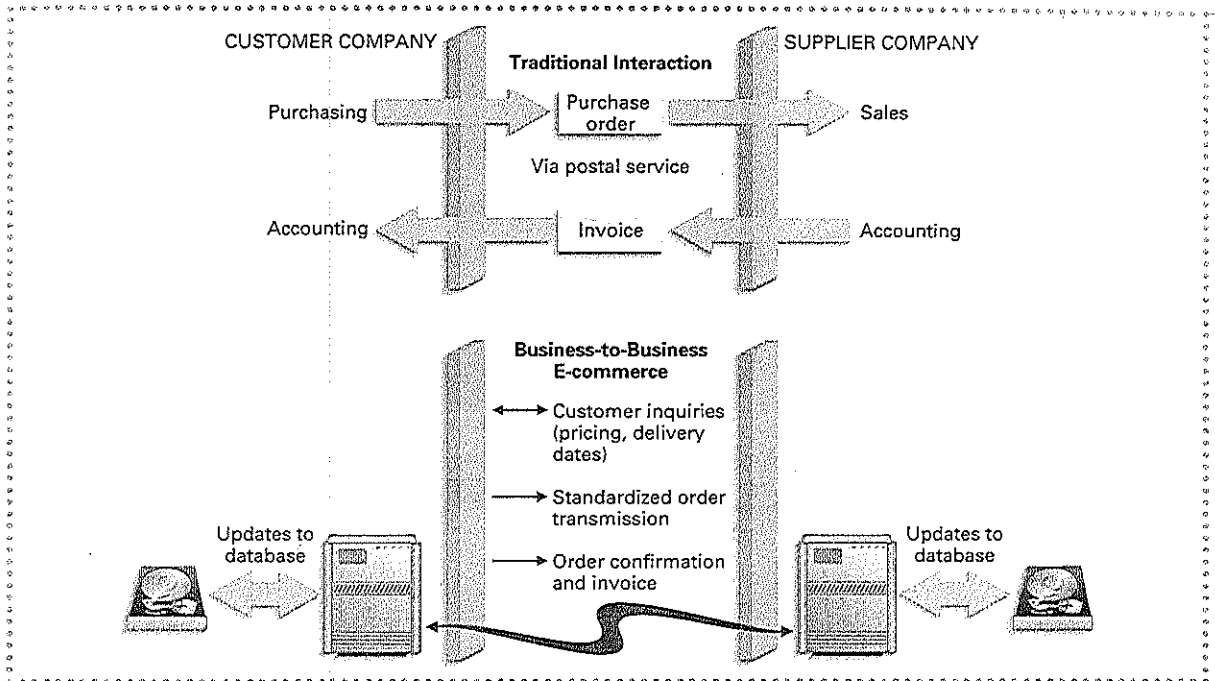 CUSTOMER COMPANY
SUPPLIER COMPANY
Traditional Interaction
Purchasing
Purchase
order
Sales
Via postal service
Accounting
Invoice
Accounting
Business-to-Business
E-commerce
Customer inquiries
(pricing, delivery
dates)
Standardized order
transmission
Order confirmation
and invoice
Updates to
database
Updates to
database